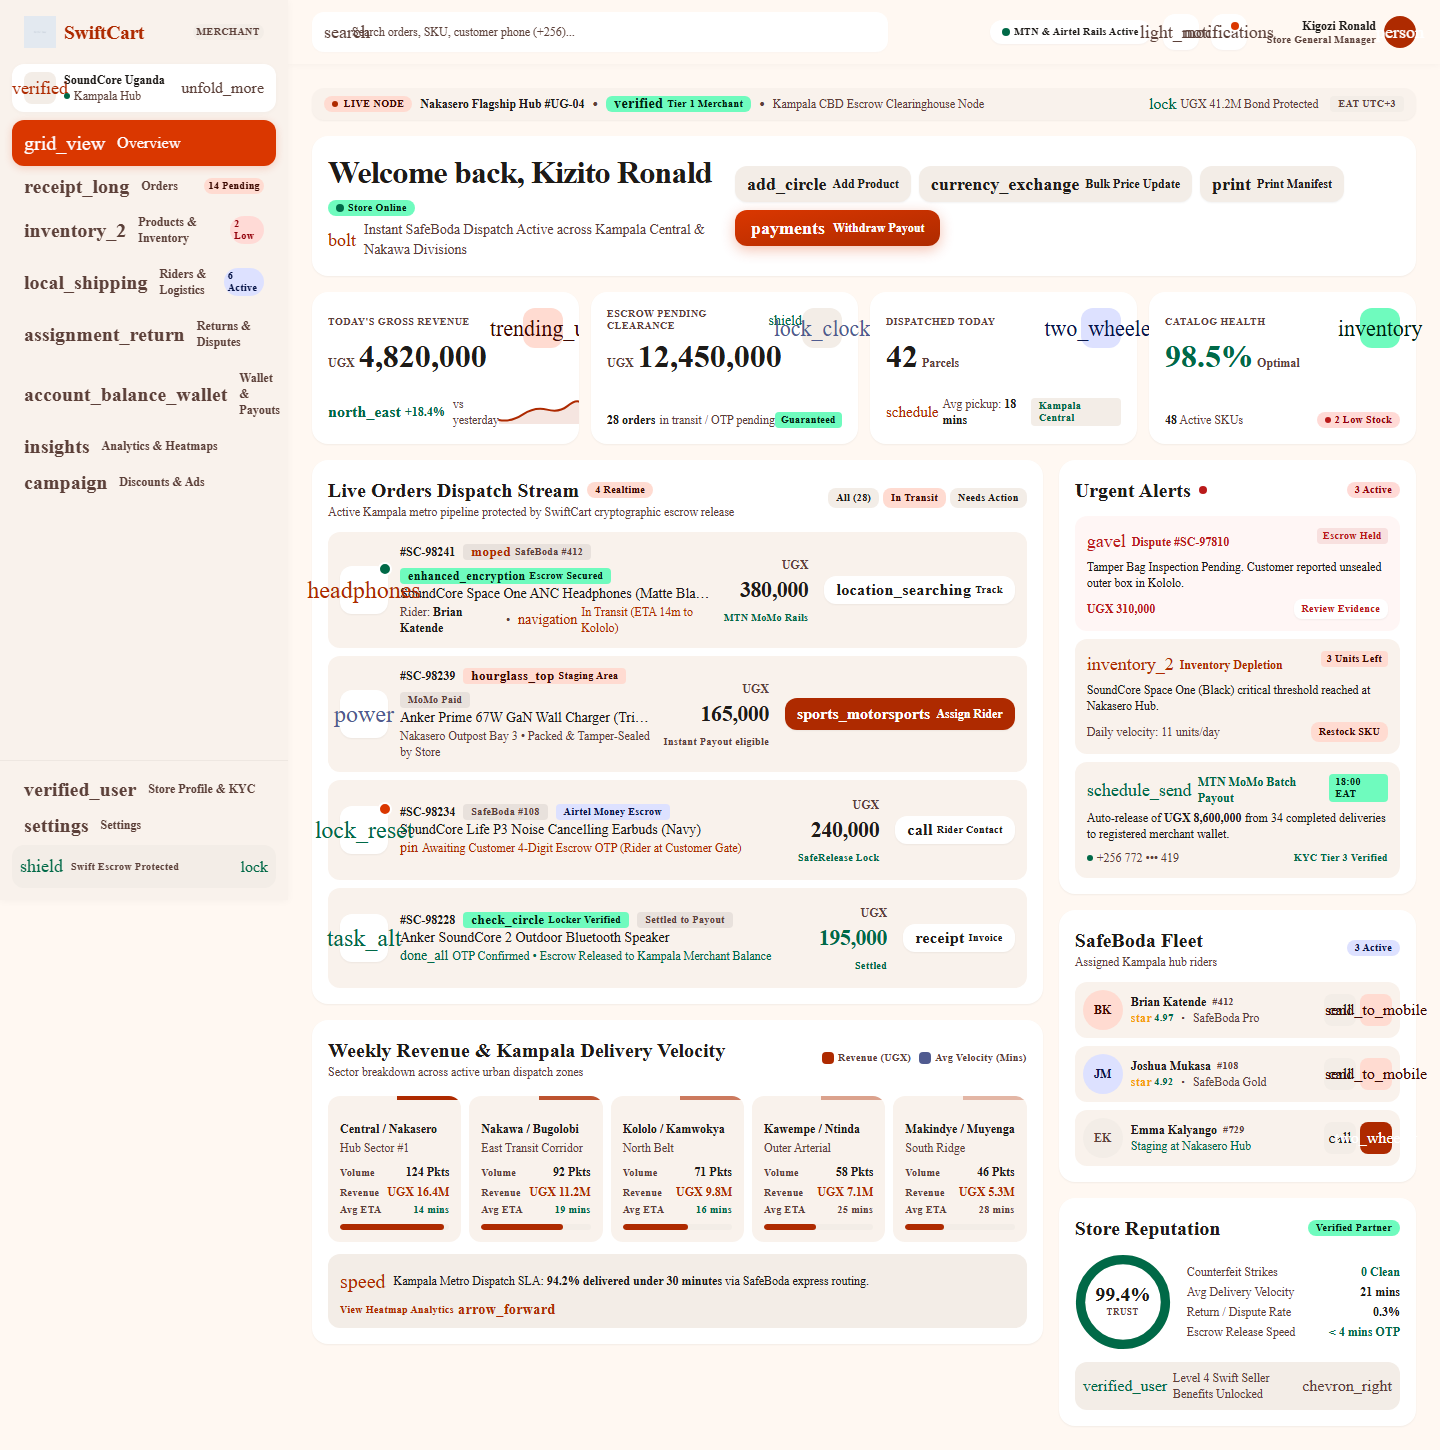 SwiftCart
MERCHANT
verified
SoundCore Uganda
Kampala Hub
unfold_more
grid_view Overview
receipt_long Orders 14 Pending
inventory_2 Products & Inventory 2 Low
local_shipping Riders & Logistics 6 Active
assignment_return Returns & Disputes
account_balance_wallet Wallet & Payouts
insights Analytics & Heatmaps
campaign Discounts & Ads
verified_user Store Profile & KYC
settings Settings
shield Swift Escrow Protected lock
search
Search orders, SKU, customer phone (+256)...
MTN & Airtel Rails Active
notifications
Kigozi Ronald
Store General Manager
LIVE NODE Nakasero Flagship Hub #UG-04 • verified Tier 1 Merchant • Kampala CBD Escrow Clearinghouse Node
lock UGX 41.2M Bond Protected EAT UTC+3
Welcome back, Kizito Ronald
Store Online
bolt Instant SafeBoda Dispatch Active across Kampala Central & Nakawa Divisions
add_circle Add Product
currency_exchange Bulk Price Update
print Print Manifest
payments Withdraw Payout
TODAY'S GROSS REVENUE
UGX 4,820,000
north_east +18.4% vs yesterday
ESCROW PENDING CLEARANCE
shield
lock_clock
UGX 12,450,000
28 orders in transit / OTP pending Guaranteed
DISPATCHED TODAY
42 Parcels
schedule Avg pickup: 18 mins
Kampala Central
CATALOG HEALTH
inventory
98.5% Optimal
48 Active SKUs
2 Low Stock
Live Orders Dispatch Stream 4 Realtime
Active Kampala metro pipeline protected by SwiftCart cryptographic escrow release
All (28) In Transit Needs Action
headphones
#SC-98241 moped SafeBoda #412
enhanced_encryption Escrow Secured
SoundCore Space One ANC Headphones (Matte Bla…
Rider: Brian Katende • navigation In Transit (ETA 14m to Kololo)
UGX
380,000
MTN MoMo Rails
location_searching Track
power
#SC-98239 hourglass_top Staging Area
MoMo Paid
Anker Prime 67W GaN Wall Charger (Tri…
Nakasero Outpost Bay 3 • Packed & Tamper-Sealed by Store
UGX
165,000
Instant Payout eligible
sports_motorsports Assign Rider
lock_reset
#SC-98234 SafeBoda #108 Airtel Money Escrow
SoundCore Life P3 Noise Cancelling Earbuds (Navy)
pin Awaiting Customer 4-Digit Escrow OTP (Rider at Customer Gate)
UGX
240,000
SafeRelease Lock
call Rider Contact
task_alt
#SC-98228 check_circle Locker Verified Settled to Payout
Anker SoundCore 2 Outdoor Bluetooth Speaker
done_all OTP Confirmed • Escrow Released to Kampala Merchant Balance
UGX
195,000
Settled
receipt Invoice
Weekly Revenue & Kampala Delivery Velocity
Sector breakdown across active urban dispatch zones
Revenue (UGX) Avg Velocity (Mins)
Central / Nakasero
Hub Sector #1
Volume 124 Pkts
Revenue UGX 16.4M
Avg ETA 14 mins
Nakawa / Bugolobi
East Transit Corridor
Volume 92 Pkts
Revenue UGX 11.2M
Avg ETA 19 mins
Kololo / Kamwokya
North Belt
Volume 71 Pkts
Revenue UGX 9.8M
Avg ETA 16 mins
Kawempe / Ntinda
Outer Arterial
Volume 58 Pkts
Revenue UGX 7.1M
Avg ETA 25 mins
Makindye / Muyenga
South Ridge
Volume 46 Pkts
Revenue UGX 5.3M
Avg ETA 28 mins
speed Kampala Metro Dispatch SLA: 94.2% delivered under 30 minutes via SafeBoda express routing.
View Heatmap Analytics arrow_forward
Urgent Alerts 3 Active
gavel Dispute #SC-97810 Escrow Held
Tamper Bag Inspection Pending. Customer reported unsealed outer box in Kololo.
UGX 310,000 Review Evidence
inventory_2 Inventory Depletion 3 Units Left
SoundCore Space One (Black) critical threshold reached at Nakasero Hub.
Daily velocity: 11 units/day Restock SKU
schedule_send MTN MoMo Batch Payout 18:00 EAT
Auto-release of UGX 8,600,000 from 34 completed deliveries to registered merchant wallet.
+256 772 ••• 419 KYC Tier 3 Verified
SafeBoda Fleet 3 Active
Assigned Kampala hub riders
BK Brian Katende #412
star 4.97 • SafeBoda Pro
JM Joshua Mukasa #108
star 4.92 • SafeBoda Gold
EK Emma Kalyango #729
Staging at Nakasero Hub
Store Reputation Verified Partner
99.4%
TRUST
Counterfeit Strikes 0 Clean
Avg Delivery Velocity 21 mins
Return / Dispute Rate 0.3%
Escrow Release Speed < 4 mins OTP
verified_user Level 4 Swift Seller Benefits Unlocked chevron_right